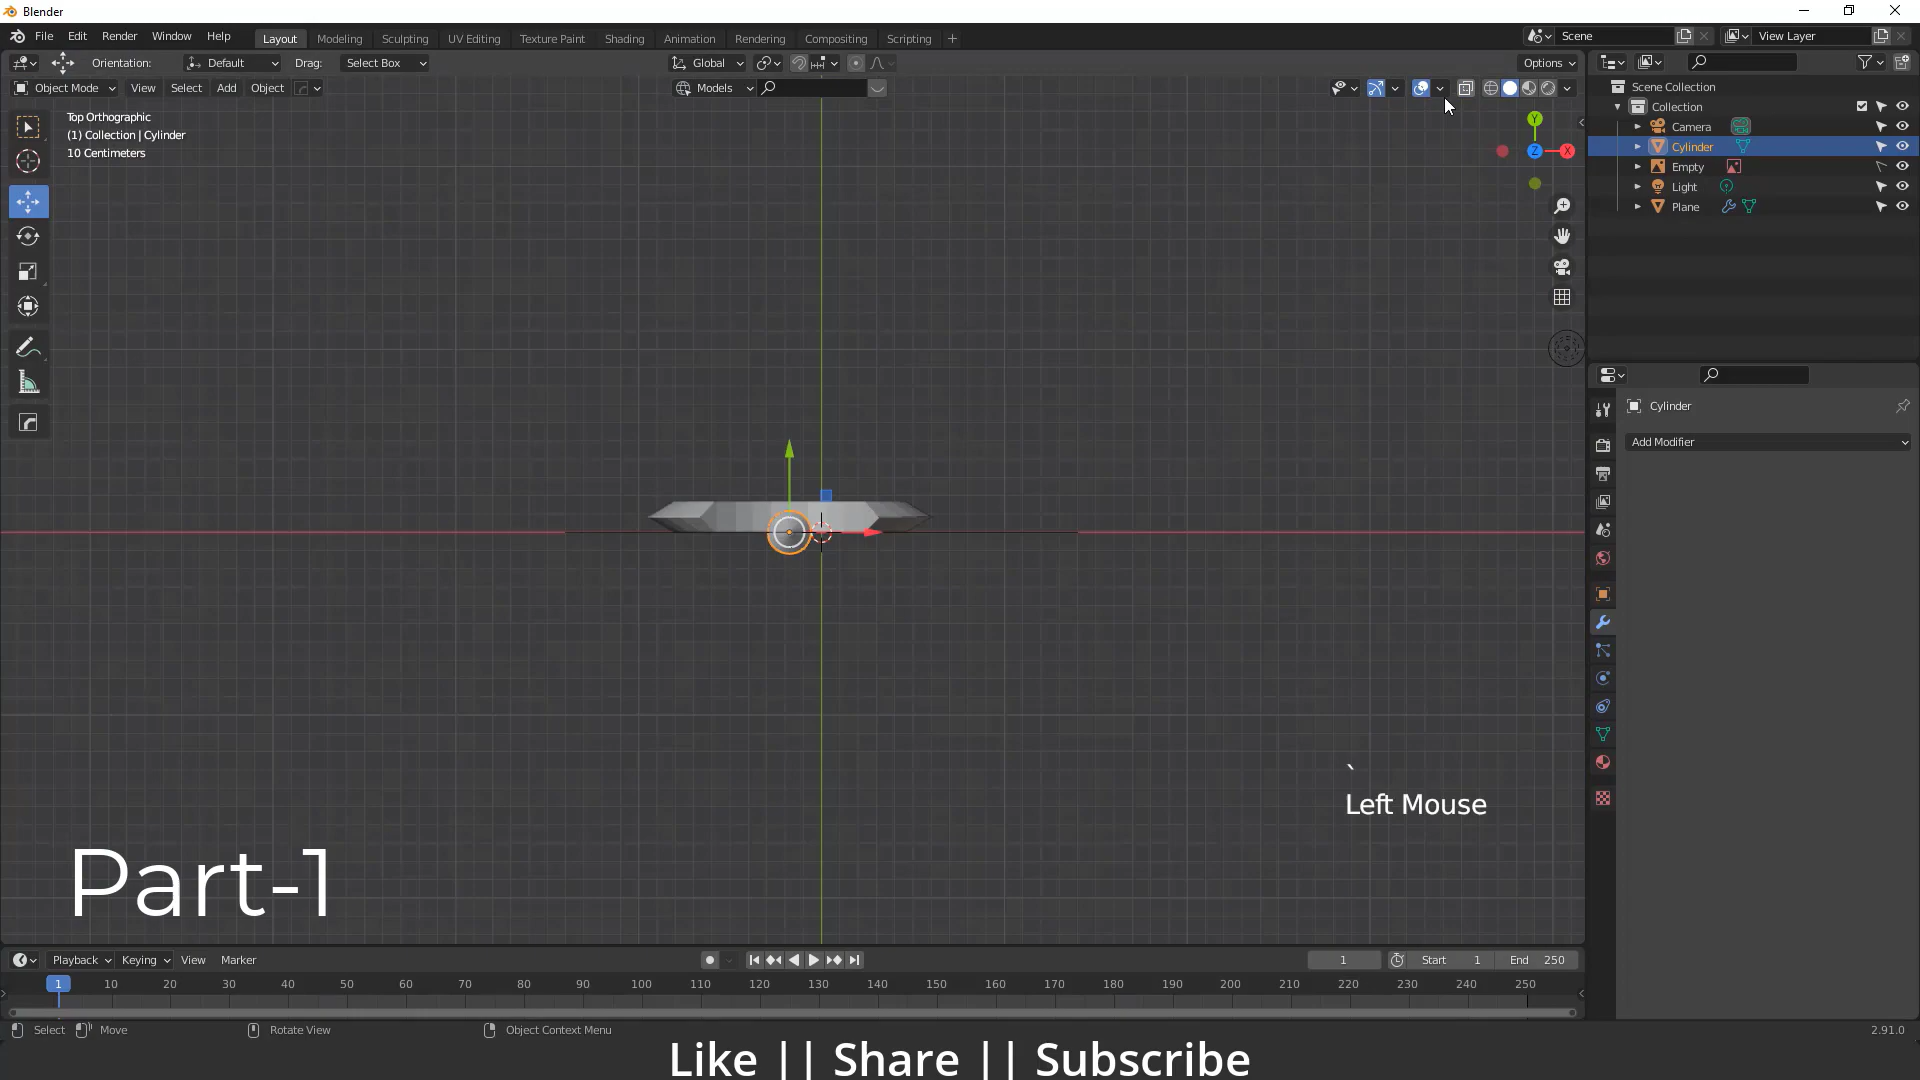 Blender
File Edit Render Window Help
Layout Modeling Sculpting UV Editing Texture Paint Shading Animation Rendering Compositing Scripting
Scene View Layer
Orientation: Default Drag: Select Box Global Options
Object Mode View Select Add Object Models
Top Orthographic
(1) Collection | Cylinder
10 Centimeters
Y
Z X
Scene Collection
Collection
Camera
Cylinder
Empty
Light
Plane
Cylinder
Add Modifier
`
Left Mouse
Part-1
Playback Keying View Marker 1 Start 1 End 250
1 10 20 30 40 50 60 70 80 90 100 110 120 130 140 150 160 170 180 190 200 210 220 230 240 250
Select Move Rotate View Object Context Menu 2.91.0
Like || Share || Subscribe